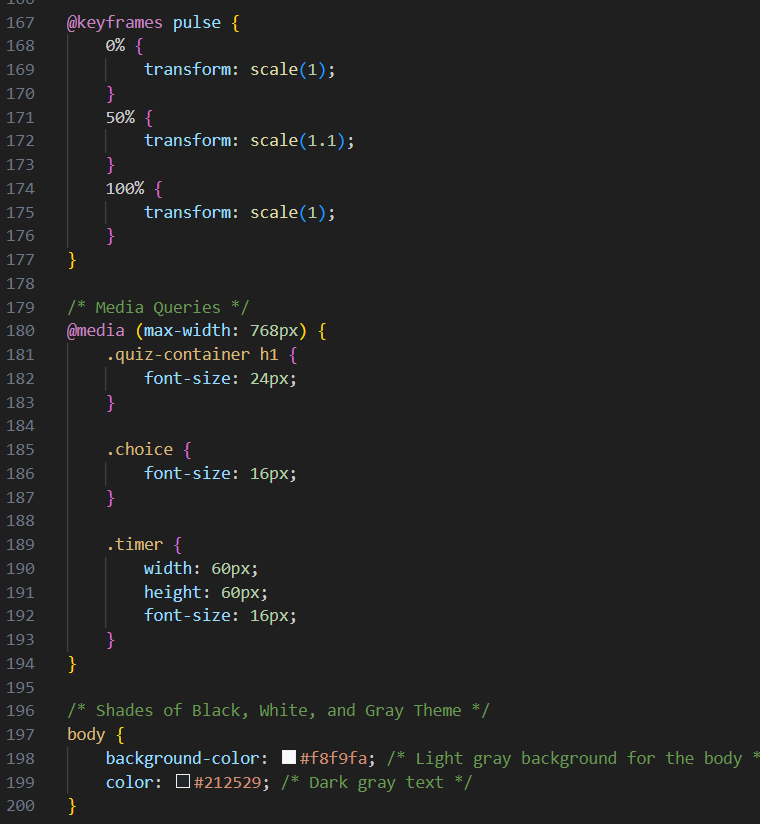 167 @keyframes pulse {
168     0% {
169         transform: scale(1);
170     }
171     50% {
172         transform: scale(1.1);
173     }
174     100% {
175         transform: scale(1);
176     }
177 }
178
179 /* Media Queries */
180 @media (max-width: 768px) {
181     .quiz-container h1 {
182         font-size: 24px;
183     }
184
185     .choice {
186         font-size: 16px;
187     }
188
189     .timer {
190         width: 60px;
191         height: 60px;
192         font-size: 16px;
193     }
194 }
195
196 /* Shades of Black, White, and Gray Theme */
197 body {
198     background-color: #f8f9fa; /* Light gray background for the body *
199     color: #212529; /* Dark gray text */
200 }